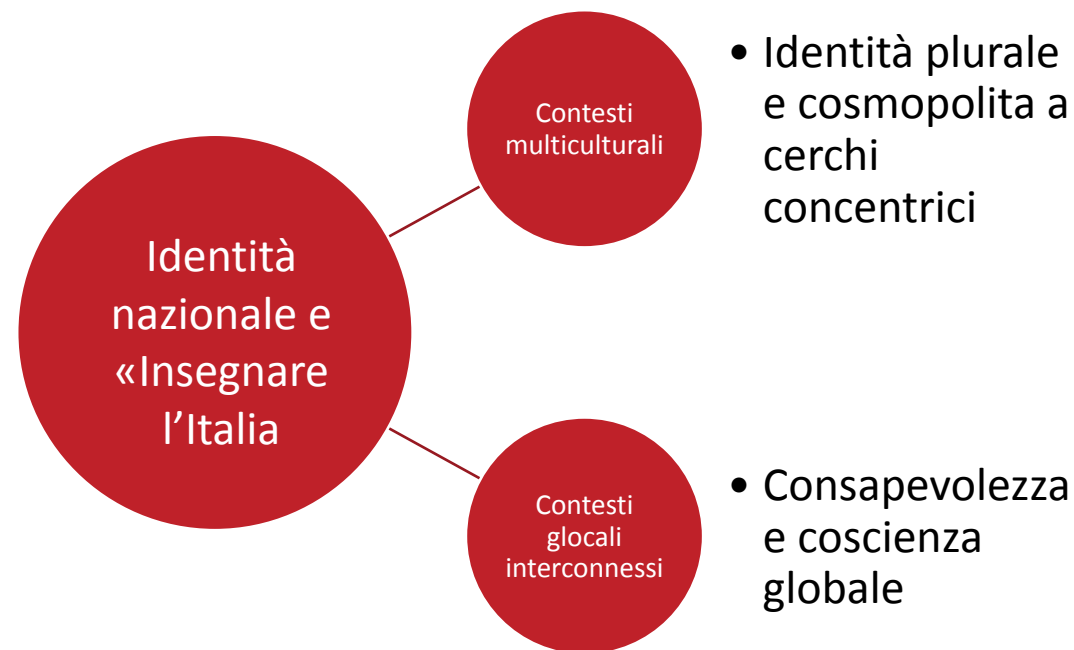 Identità
nazionale e
«Insegnare
l’Italia
Contesti
multiculturali
• Identità plurale
e cosmopolita a
cerchi
concentrici
Contesti
glocali
interconnessi
• Consapevolezza
e coscienza
globale